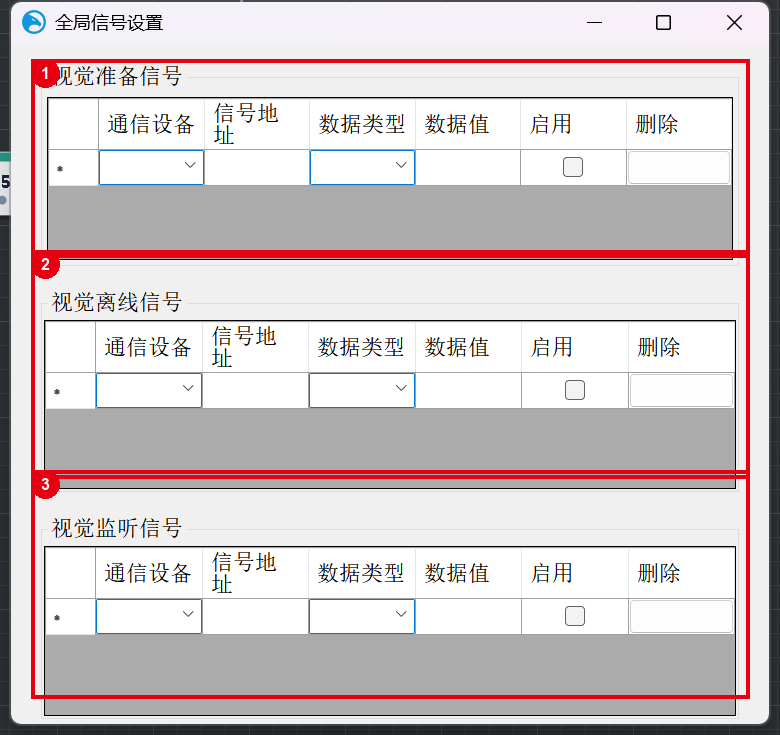 全局信号设置
1
视觉准备信号
通信设备 信号地址 数据类型 数据值 启用 删除
*
5
2
视觉离线信号
通信设备 信号地址 数据类型 数据值 启用 删除
*
3
视觉监听信号
通信设备 信号地址 数据类型 数据值 启用 删除
*